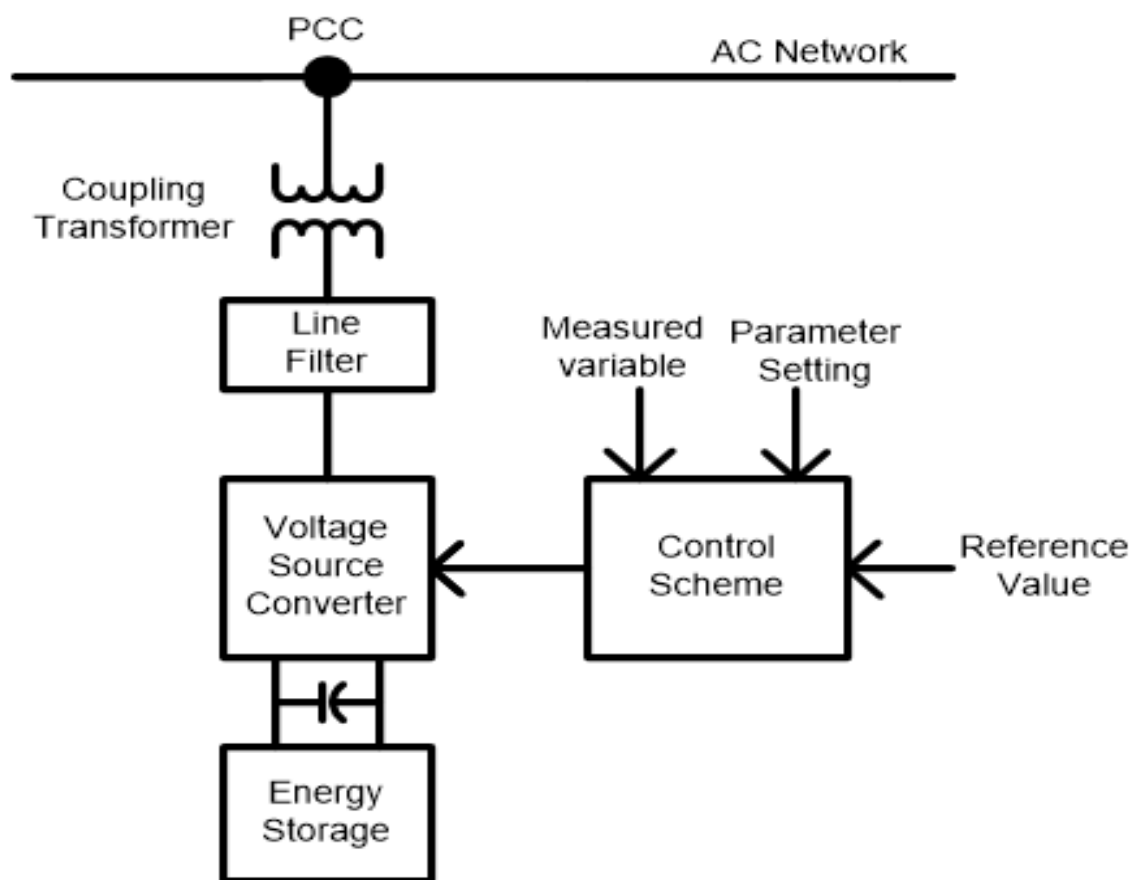 PCC
AC Network
Coupling
Transformer
Line
Filter
Measured
variable
Parameter
Setting
Voltage
Source
Converter
Control
Scheme
Reference
Value
Energy
Storage